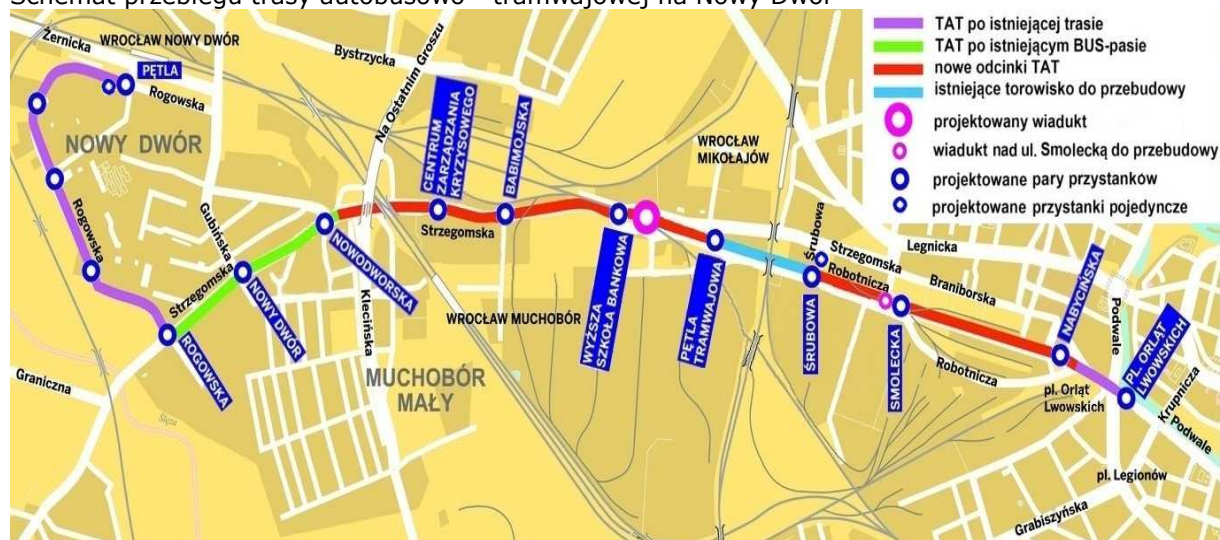 Schemat przebiegu trasy autobusowo - tramwajowej na Nowy Dwór
TAT po istniejącej trasie
TAT po istniejącym BUS-pasie
nowe odcinki TAT
istniejące torowisko do przebudowy
projektowany wiadukt
wiadukt nad ul. Smolecką do przebudowy
projektowane pary przystanków
projektowane przystanki pojedyncze
Żernicka
WROCŁAW NOWY DWÓR
PĘTLA
Rogowska
NOWY DWÓR
Bystrzycka
Na Ostatnim Groszu
CENTRUM
ZARZĄDZANIA
KRYZYSOWEGO
BABIMOJSKA
WROCŁAW
MIKOŁAJÓW
Rogowska
Gubińska
Strzegomska
NOWODWORSKA
NOWY DWÓR
ROGOWSKA
Graniczna
Ślęza
Strzegomska
Klecińska
MUCHOBÓR
MAŁY
WROCŁAW MUCHOBÓR
WYŻSZA
SZKOŁA BANKOWA
PĘTLA
TRAMWAJOWA
Śrubowa
Strzegomska
Robotnicza
Legnicka
Braniborska
ŚRUBOWA
SMOLECKA
Robotnicza
NABYCIŃSKA
Podwale
PL. ORLĄT
LWOWSKICH
pl. Orląt
Lwowskich
Krupnicza
Podwale
pl. Legionów
Grabiszyńska